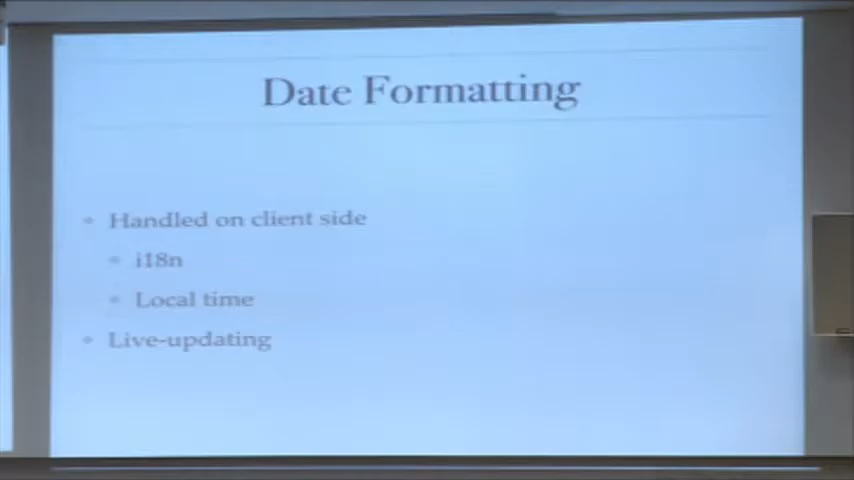 Date Formatting
Handled on client side
i18n
Local time
Live-updating